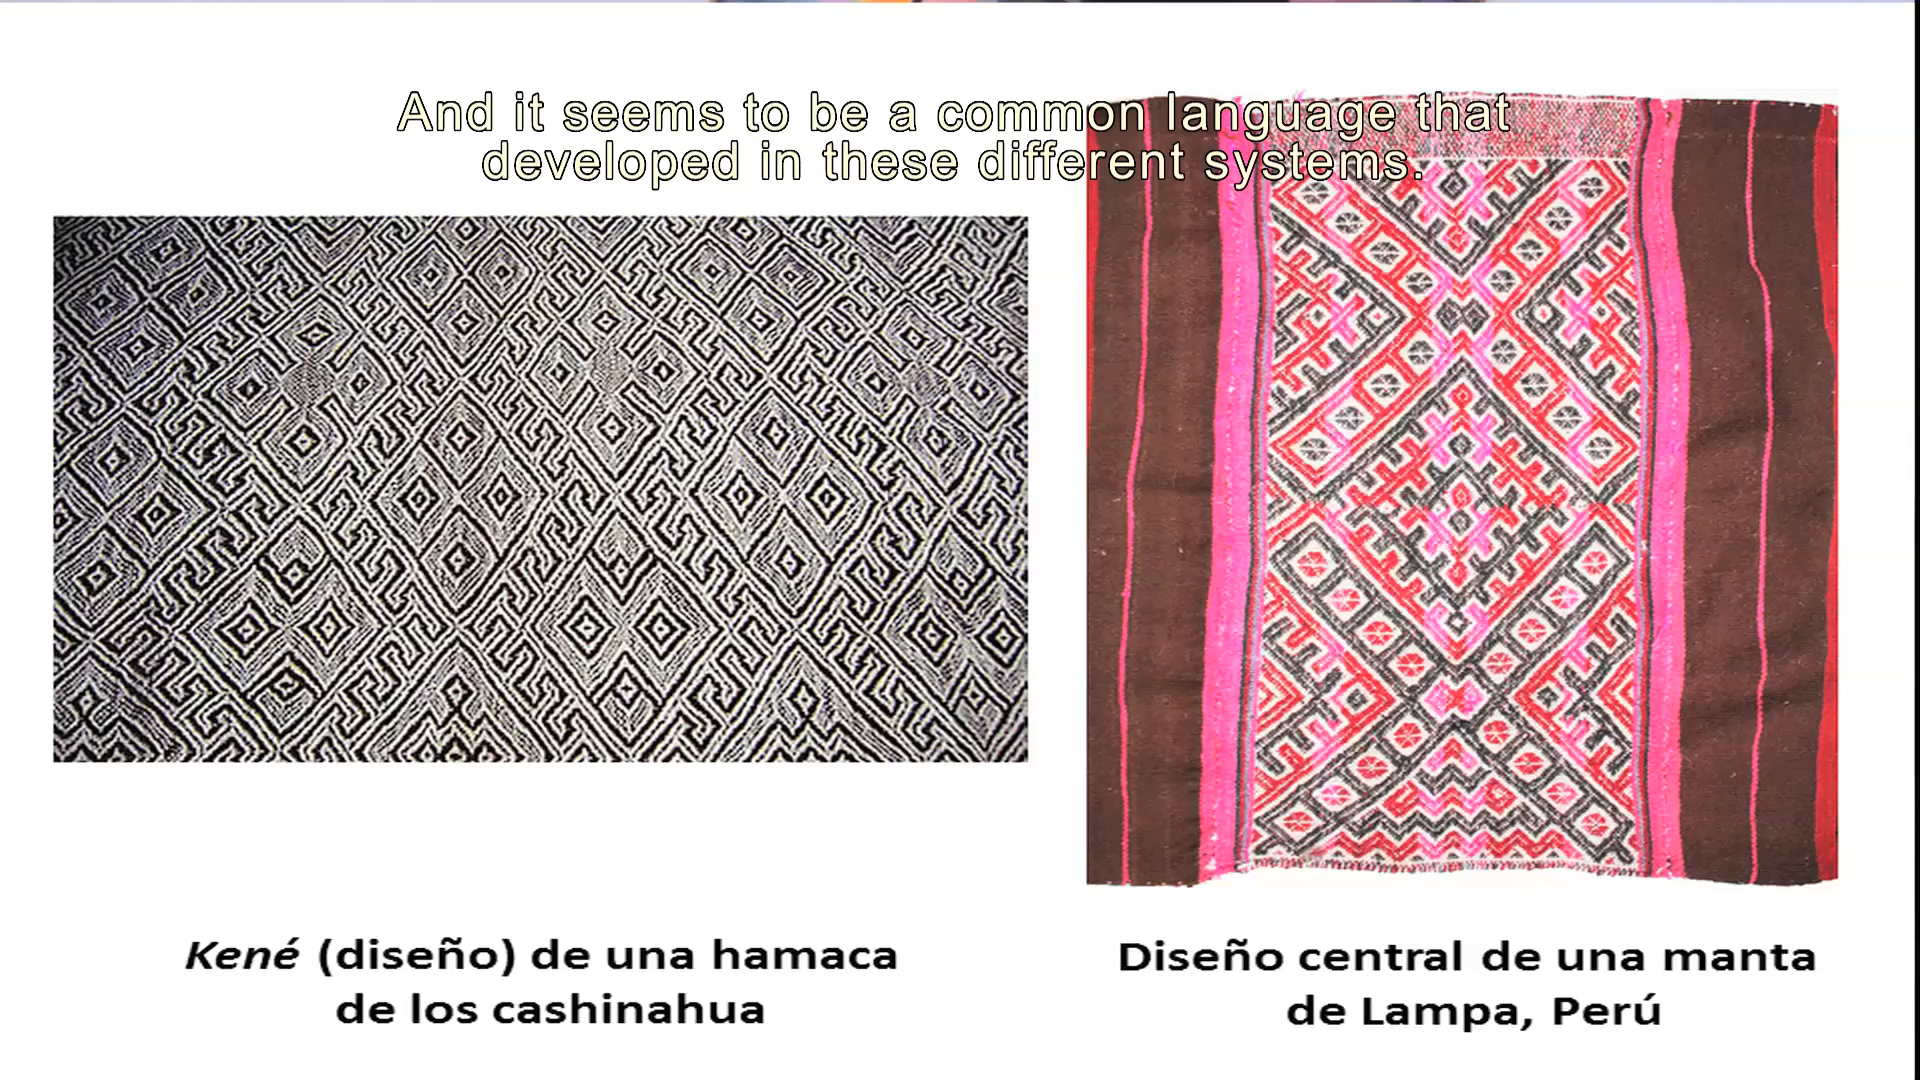 And it seems to be a common language that
developed in these different systems.
Kené (diseño) de una hamaca
de los cashinahua
Diseño central de una manta
de Lampa, Perú